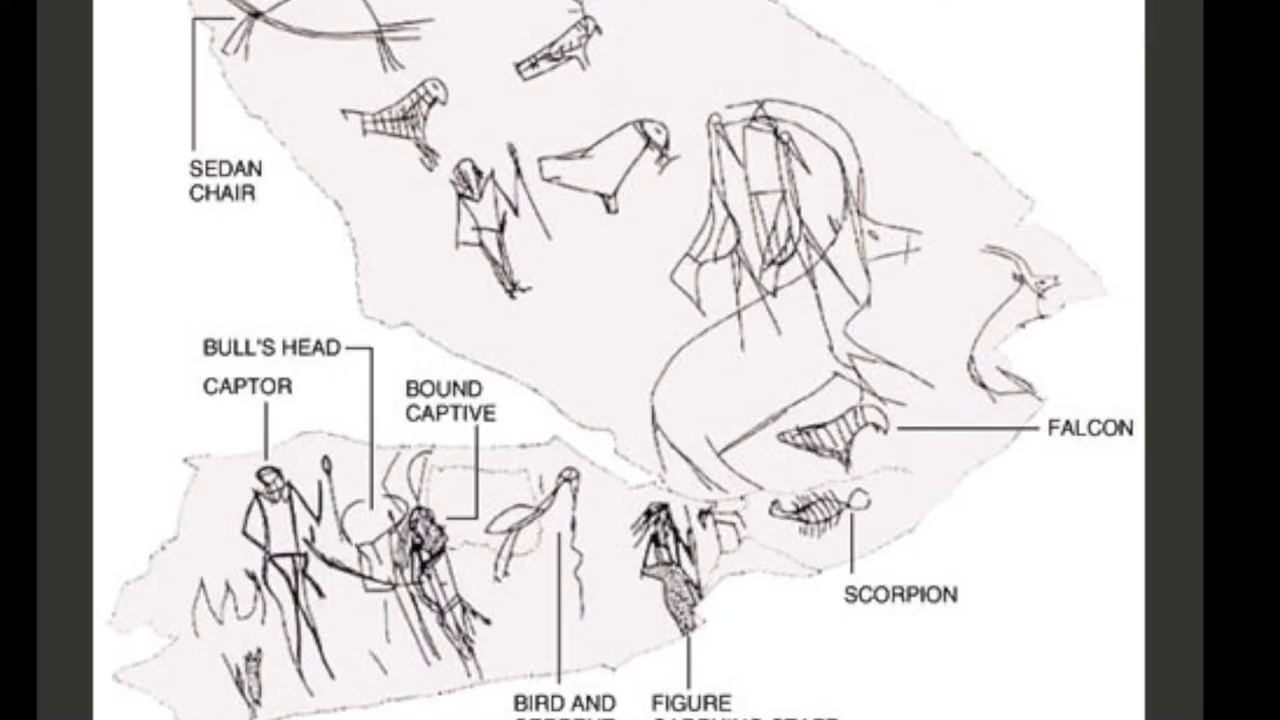 SEDAN
CHAIR
BULL'S HEAD
CAPTOR
BOUND
CAPTIVE
FALCON
SCORPION
BIRD AND
FIGURE